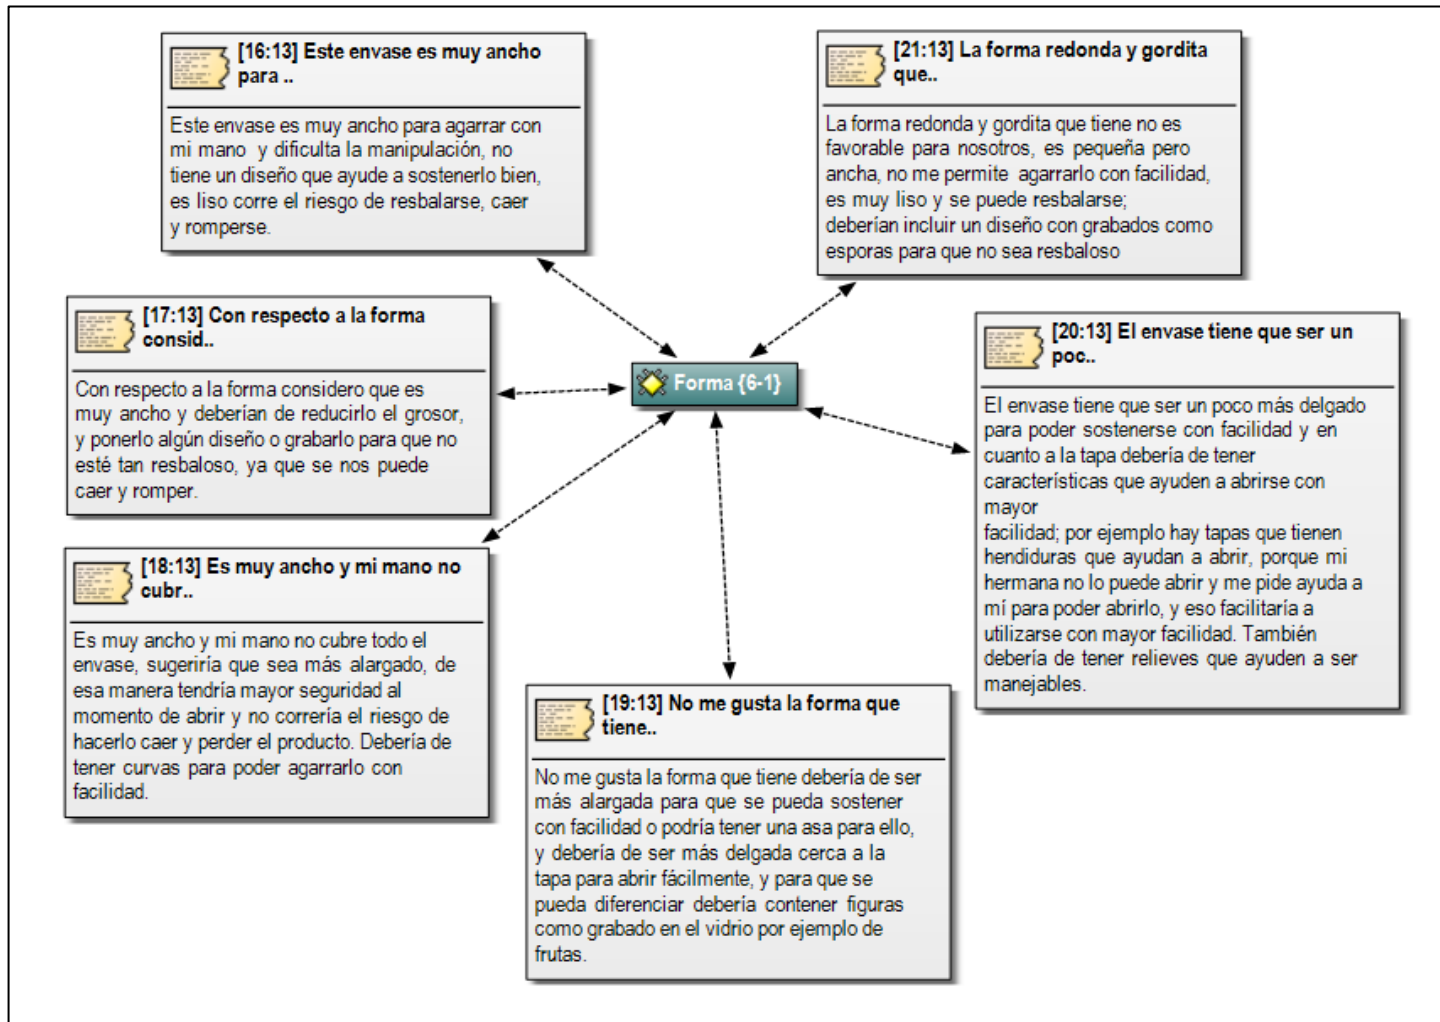 [16:13] Este envase es muy ancho
para ..
Este envase es muy ancho para agarrar con
mi mano y dificulta la manipulación, no
tiene un diseño que ayude a sostenerlo bien,
es liso corre el riesgo de resbalarse, caer
y romperse.
[21:13] La forma redonda y gordita
que..
La forma redonda y gordita que tiene no es
favorable para nosotros, es pequeña pero
ancha, no me permite agarrarlo con facilidad,
es muy liso y se puede resbalarse;
deberían incluir un diseño con grabados como
esporas para que no sea resbaloso
[17:13] Con respecto a la forma
consid..
Con respecto a la forma considero que es
muy ancho y deberían de reducirlo el grosor,
y ponerlo algún diseño o grabarlo para que no
esté tan resbaloso, ya que se nos puede
caer y romper.
Forma {6-1}
[20:13] El envase tiene que ser un
poc..
El envase tiene que ser un poco más delgado
para poder sostenerse con facilidad y en
cuanto a la tapa debería de tener
características que ayuden a abrirse con
mayor
facilidad; por ejemplo hay tapas que tienen
hendiduras que ayudan a abrir, porque mi
hermana no lo puede abrir y me pide ayuda a
mí para poder abrirlo, y eso facilitaría a
utilizarse con mayor facilidad. También
debería de tener relieves que ayuden a ser
manejables.
[18:13] Es muy ancho y mi mano no
cubr..
Es muy ancho y mi mano no cubre todo el
envase, sugeriría que sea más alargado, de
esa manera tendría mayor seguridad al
momento de abrir y no correría el riesgo de
hacerlo caer y perder el producto. Debería de
tener curvas para poder agarrarlo con
facilidad.
[19:13] No me gusta la forma que
tiene..
No me gusta la forma que tiene debería de ser
más alargada para que se pueda sostener
con facilidad o podría tener una asa para ello,
y debería de ser más delgada cerca a la
tapa para abrir fácilmente, y para que se
pueda diferenciar debería contener figuras
como grabado en el vidrio por ejemplo de
frutas.